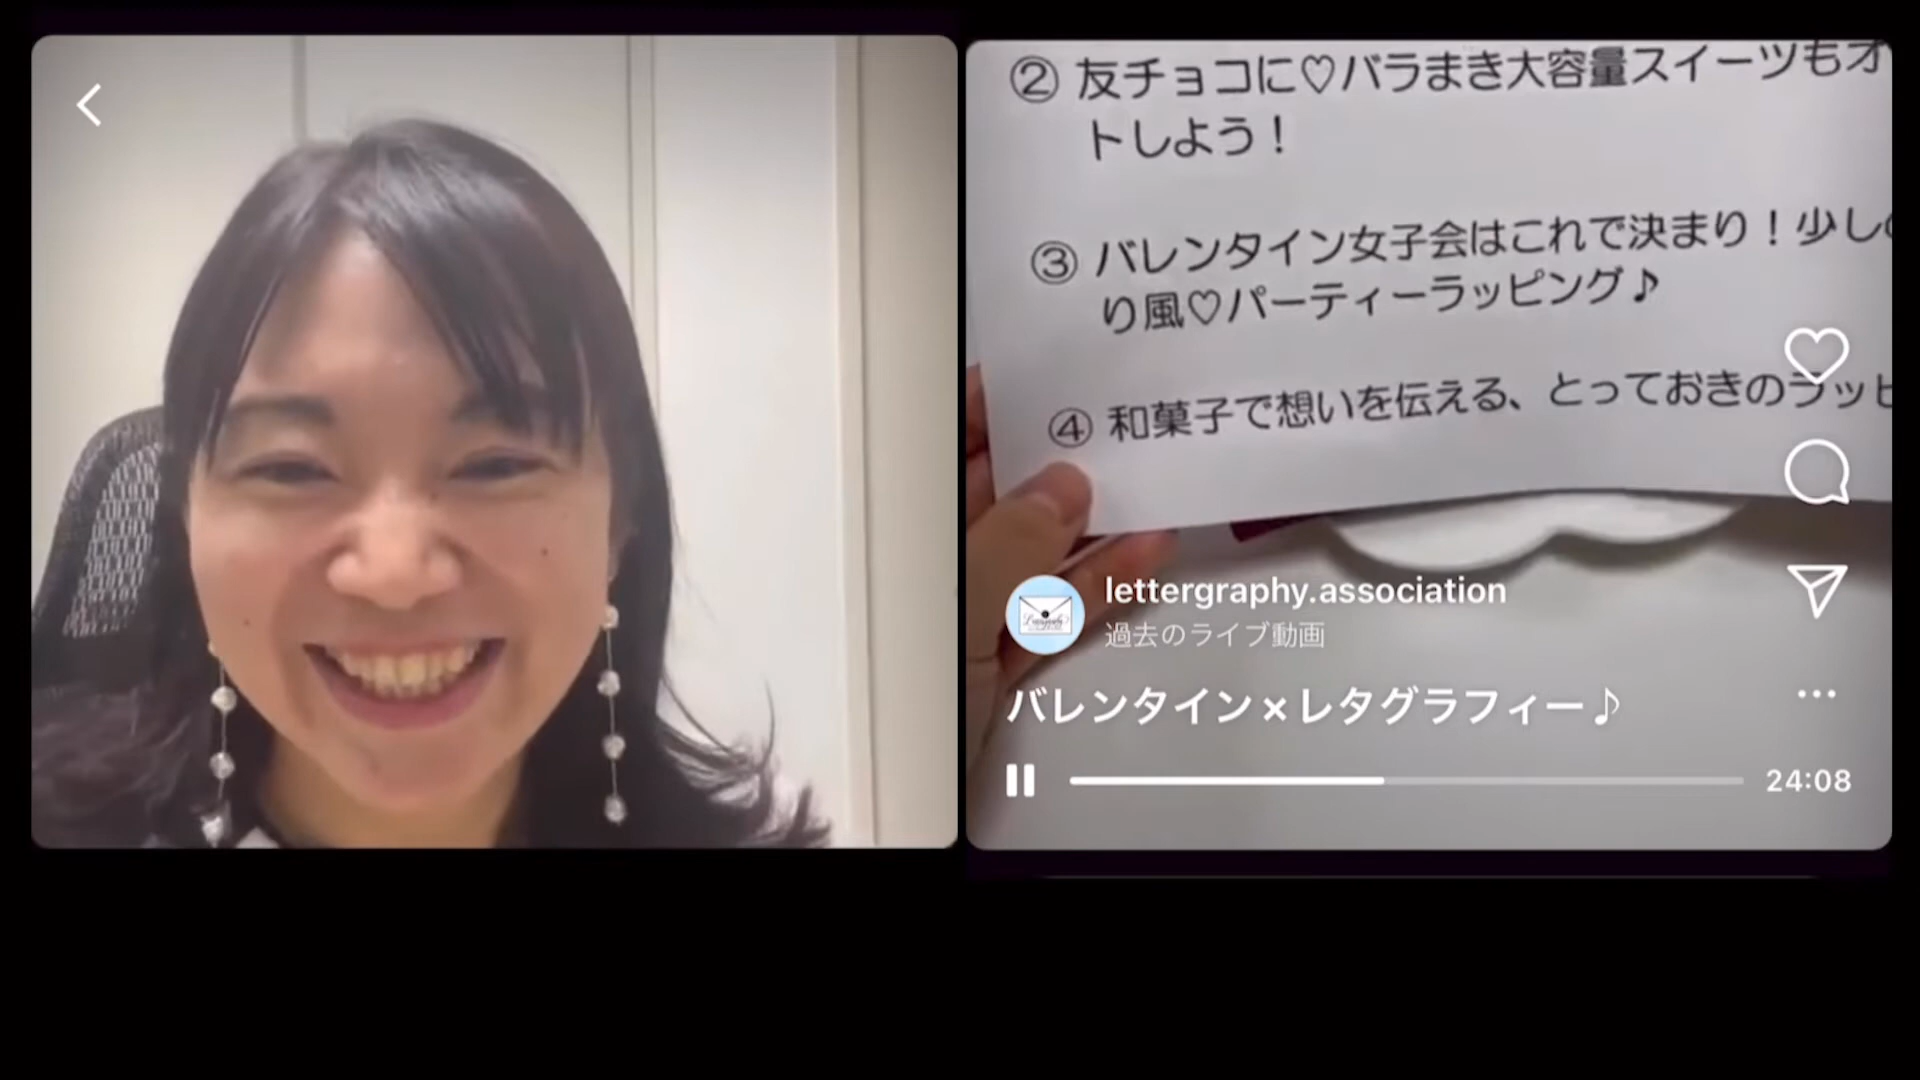 ② 友チョコに♡バラまき大容量スイーツもオ
トしよう！
③ バレンタイン女子会はこれで決まり！少し
り風♡パーティーラッピング♪
④ 和菓子で想いを伝える、とっておきのラッピ
lettergraphy.association
過去のライブ動画
バレンタイン×レタグラフィー♪
24:08